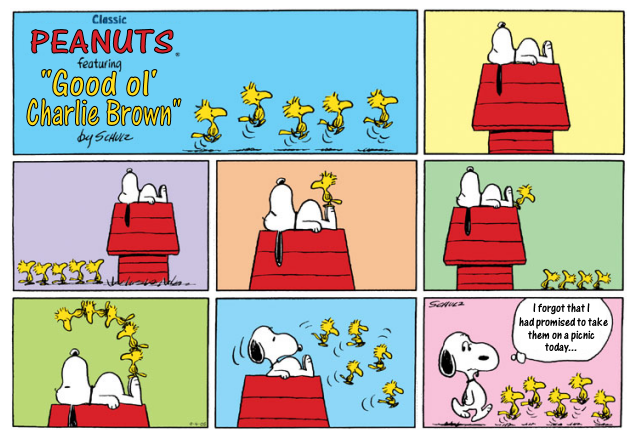 Classic
PEANUTS®
featuring
"Good ol'
Charlie Brown"
by SCHULZ
SCHULZ
I forgot that I
had promised to take
them on a picnic
today...